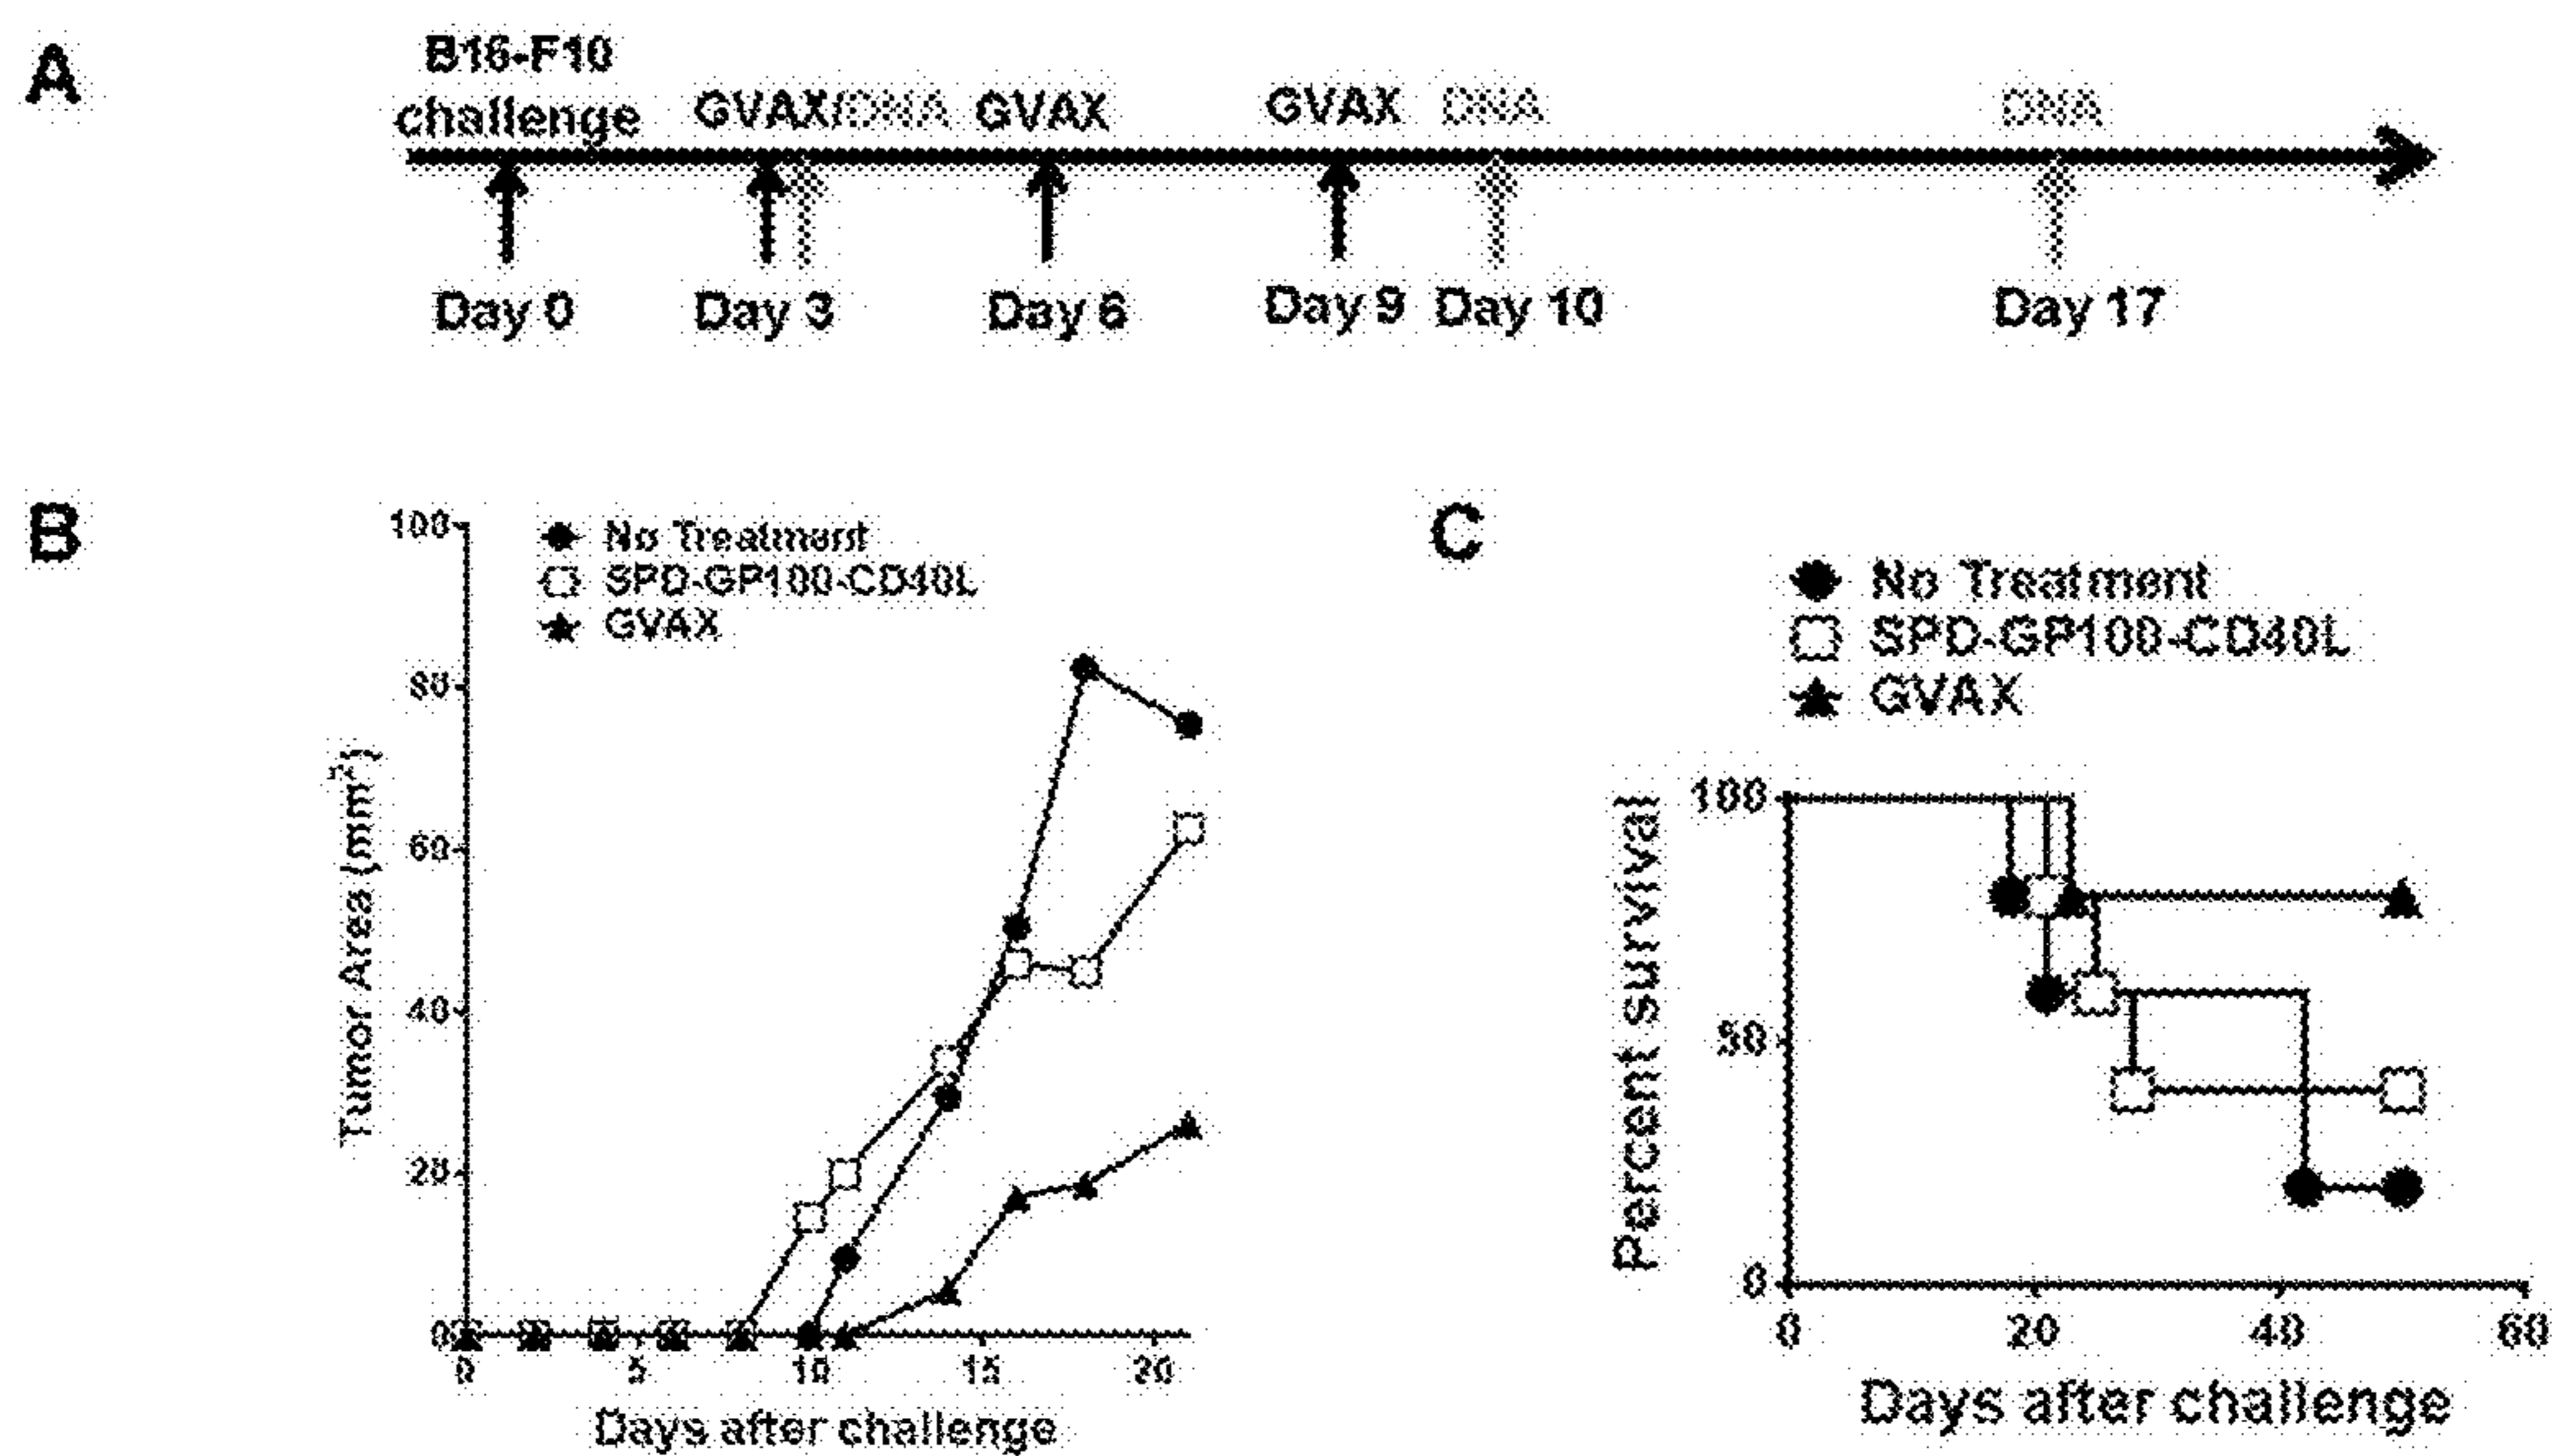 A
B16-F10
challenge
GVAX/DNA
GVAX
GVAX
DNA
DNA
Day 0
Day 3
Day 6
Day 9
Day 10
Day 17
B
No Treatment
SPD-GP100-CD40L
GVAX
100
80
60
40
20
0
Tumor Area (mm²)
0
5
10
15
20
Days after challenge
C
No Treatment
SPD-GP100-CD40L
GVAX
100
50
0
Percent survival
0
20
40
60
Days after challenge